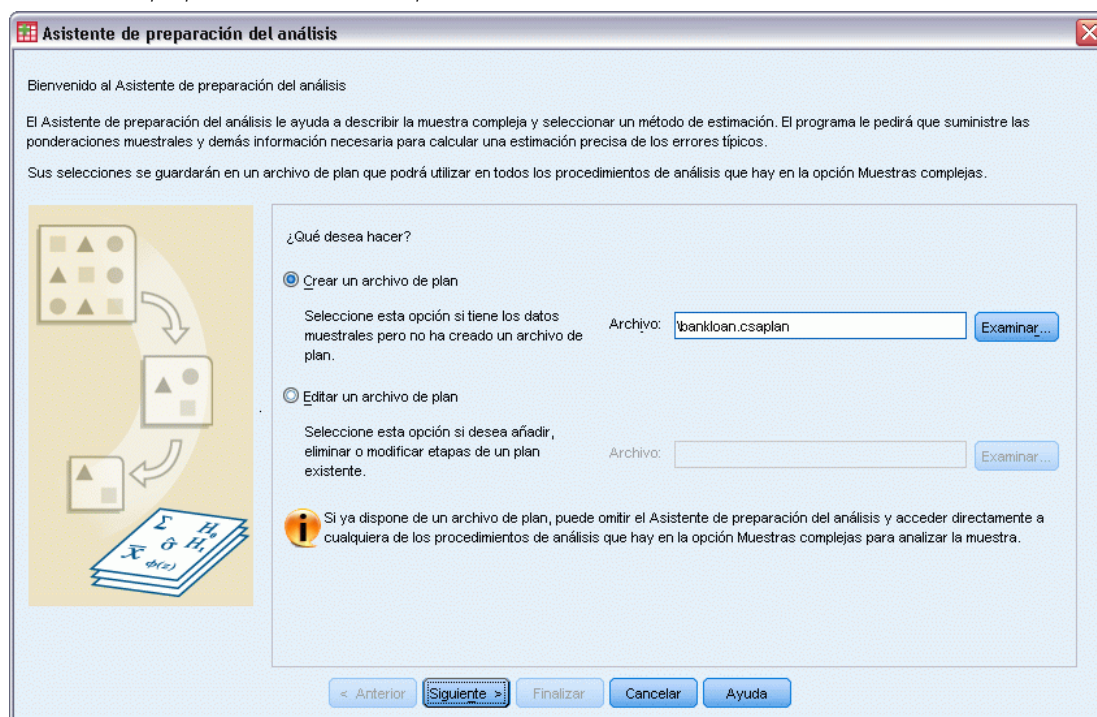 Asistente de preparación del análisis
Bienvenido al Asistente de preparación del análisis
El Asistente de preparación del análisis le ayuda a describir la muestra compleja y seleccionar un método de estimación. El programa le pedirá que suministre las
ponderaciones muestrales y demás información necesaria para calcular una estimación precisa de los errores típicos.
Sus selecciones se guardarán en un archivo de plan que podrá utilizar en todos los procedimientos de análisis que hay en la opción Muestras complejas.
¿Qué desea hacer?
Crear un archivo de plan
Seleccione esta opción si tiene los datos
muestrales pero no ha creado un archivo de
plan.
Archivo: \bankloan.csaplan Examinar...
Editar un archivo de plan
Seleccione esta opción si desea añadir,
eliminar o modificar etapas de un plan
existente.
Archivo: Examinar...
Si ya dispone de un archivo de plan, puede omitir el Asistente de preparación del análisis y acceder directamente a
cualquiera de los procedimientos de análisis que hay en la opción Muestras complejas para analizar la muestra.
Σ H₀
x̄ σ̂ H₁
φ(z)
< Anterior Siguiente > Finalizar Cancelar Ayuda